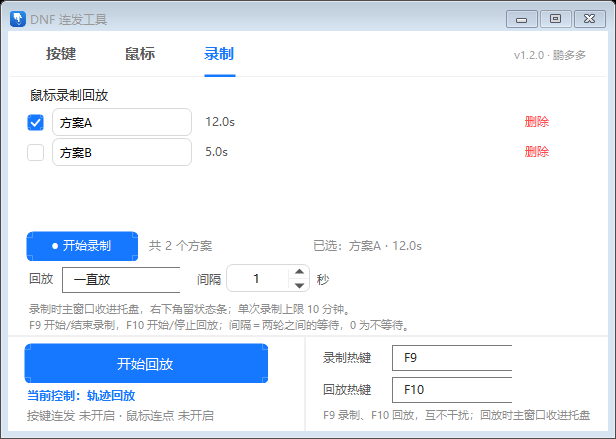 DNF 连发工具
按键 鼠标 录制 v1.2.0 · 鹏多多
鼠标录制回放
方案A 12.0s 删除
方案B 5.0s 删除
开始录制 共 2 个方案 已选：方案A · 12.0s
回放 一直放 间隔 1 秒
录制时主窗口收进托盘，右下角留状态条；单次录制上限 10 分钟。
F9 开始/结束录制，F10 开始/停止回放；间隔＝两轮之间的等待，0 为不等待。
开始回放
当前控制：轨迹回放
按键连发 未开启 · 鼠标连点 未开启
录制热键 F9
回放热键 F10
F9 录制、F10 回放，互不干扰；回放时主窗口收进托盘